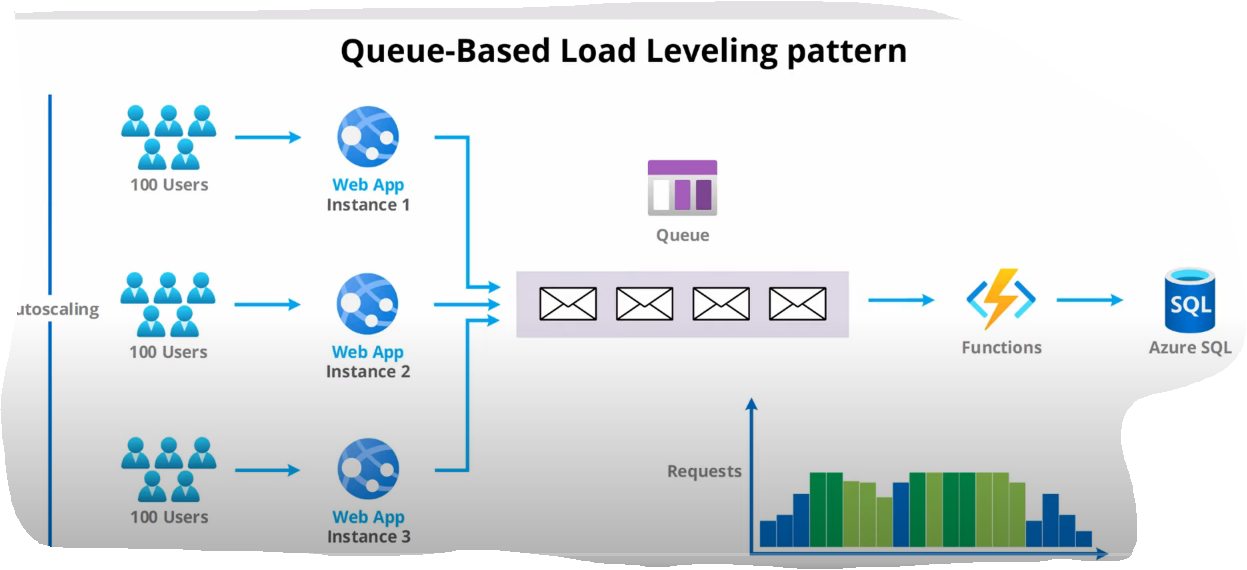 Queue-Based Load Leveling pattern
100 Users
Web App
Instance 1
Queue
utoscaling
100 Users
Web App
Instance 2
Functions
Azure SQL
SQL
Requests
100 Users
Web App
Instance 3